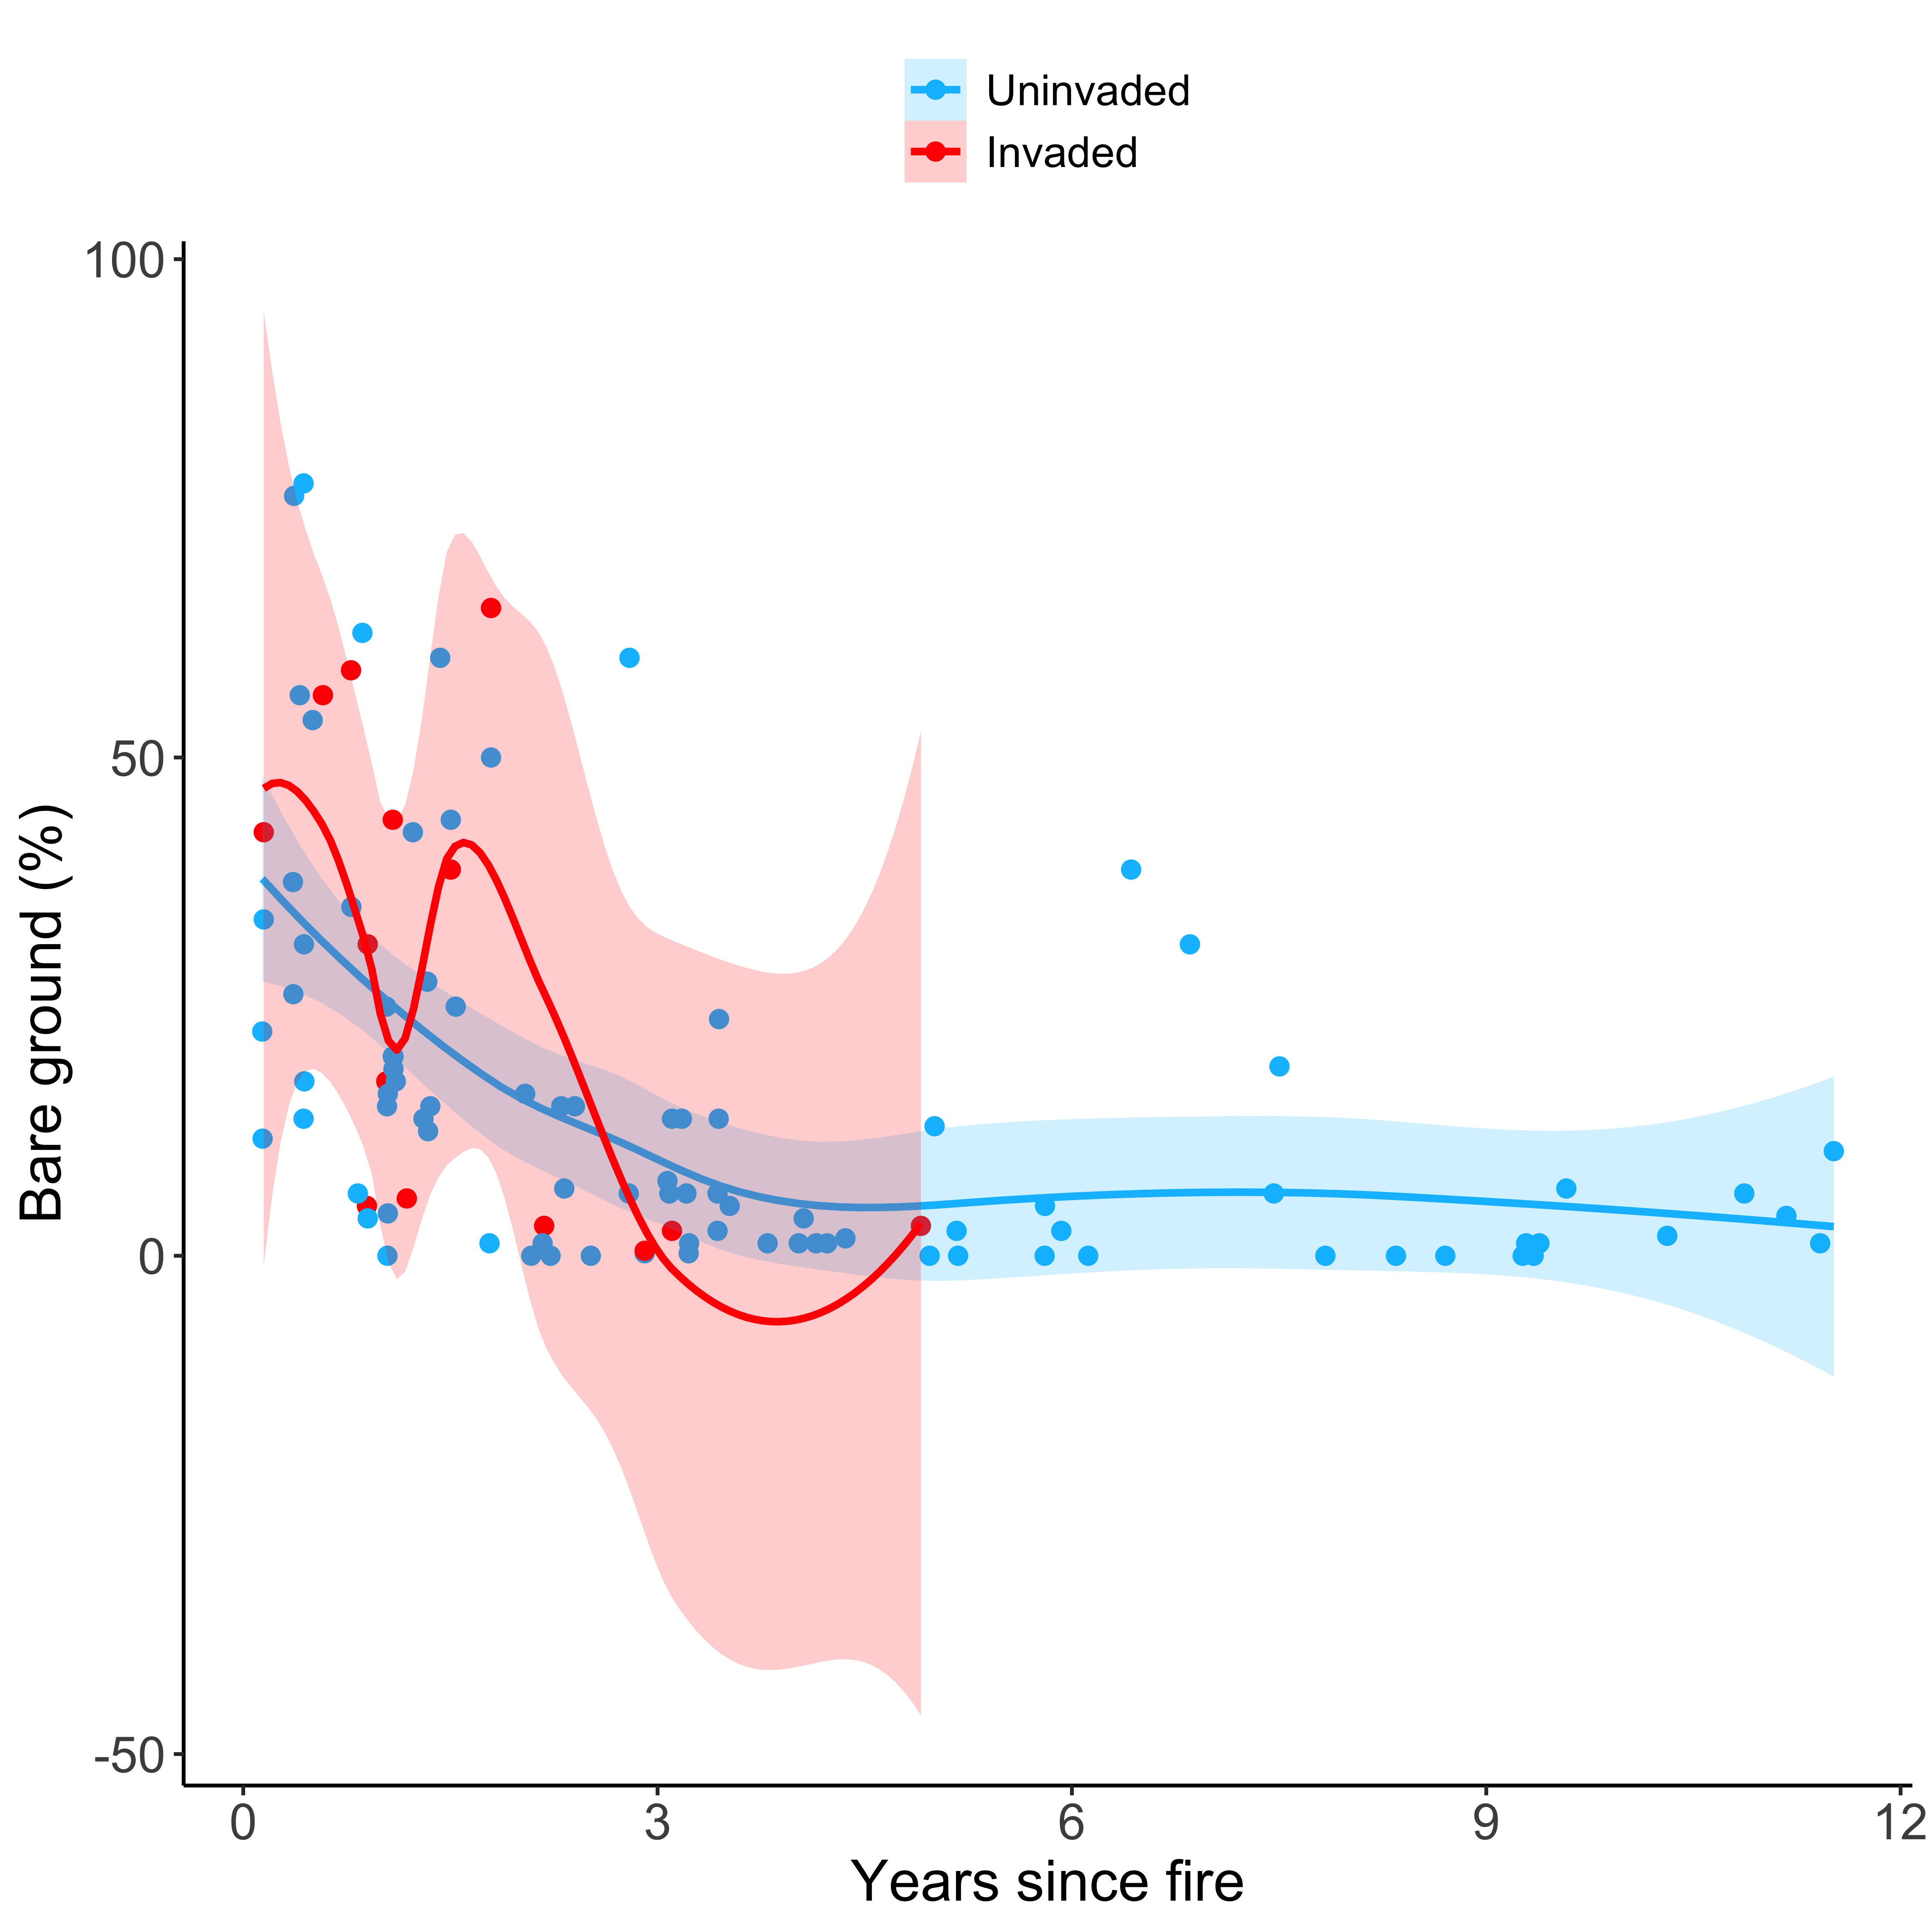 Uninvaded
Invaded
100
50
0
-50
Bare ground (%)
0 3 6 9 12
Years since fire